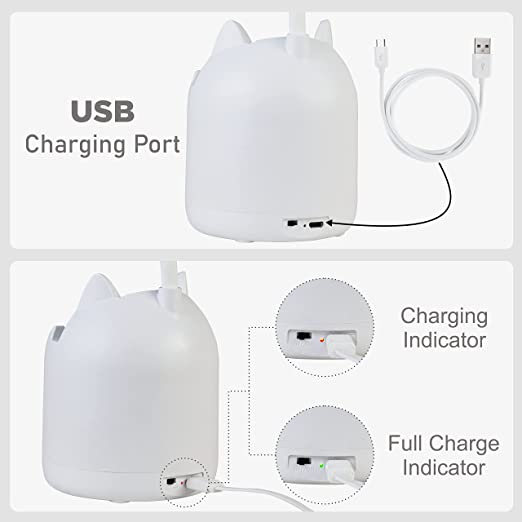 USB
Charging Port
Charging
Indicator
Full Charge
Indicator